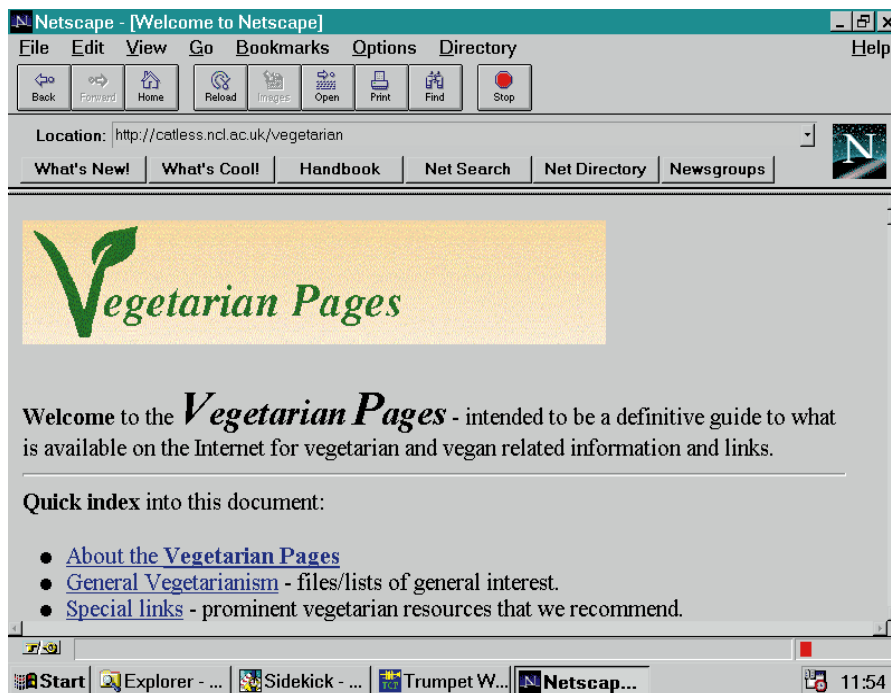 Netscape - [Welcome to Netscape]
File Edit View Go Bookmarks Options Directory Help
Back Forward Home Reload Images Open Print Find Stop
Location: http://catless.ncl.ac.uk/vegetarian
N
What's New! What's Cool! Handbook Net Search Net Directory Newsgroups
Vegetarian Pages
Welcome to the Vegetarian Pages - intended to be a definitive guide to what
is available on the Internet for vegetarian and vegan related information and links.
Quick index into this document:
● About the Vegetarian Pages
● General Vegetarianism - files/lists of general interest.
● Special links - prominent vegetarian resources that we recommend.
Start Explorer - ... Sidekick - ... TCP Trumpet W... N Netscap... 11:54